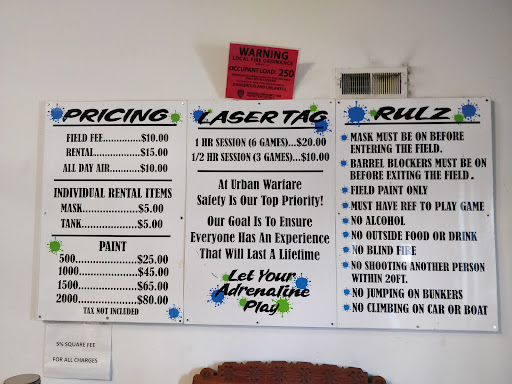 WARNING
LOCAL FIRE ORDINANCE
OCCUPANT LOAD: 250
PRICING
FIELD FEE...............$10.00
RENTAL...................$15.00
ALL DAY AIR............$10.00
INDIVIDUAL RENTAL ITEMS
MASK................$5.00
TANK................$5.00
PAINT
500......................$25.00
1000....................$45.00
1500....................$65.00
2000....................$80.00
TAX NOT INCLUDED
LASER TAG
1 HR SESSION (6 GAMES)...$20.00
1/2 HR SESSION (3 GAMES)...$10.00
At Urban Warfare
Safety Is Our Top Priority!
Our Goal Is To Ensure
Everyone Has An Experience
That Will Last A Lifetime
Let Your
Adrenaline
Play
RULZ
MASK MUST BE ON BEFORE
ENTERING THE FIELD.
BARREL BLOCKERS MUST BE ON
BEFORE EXITING THE FIELD.
FIELD PAINT ONLY
MUST HAVE REF TO PLAY GAME
NO ALCOHOL
NO OUTSIDE FOOD OR DRINK
NO BLIND FIRE
NO SHOOTING ANOTHER PERSON
WITHIN 20FT.
NO JUMPING ON BUNKERS
NO CLIMBING ON CAR OR BOAT
5% SQUARE FEE
FOR ALL CHARGES